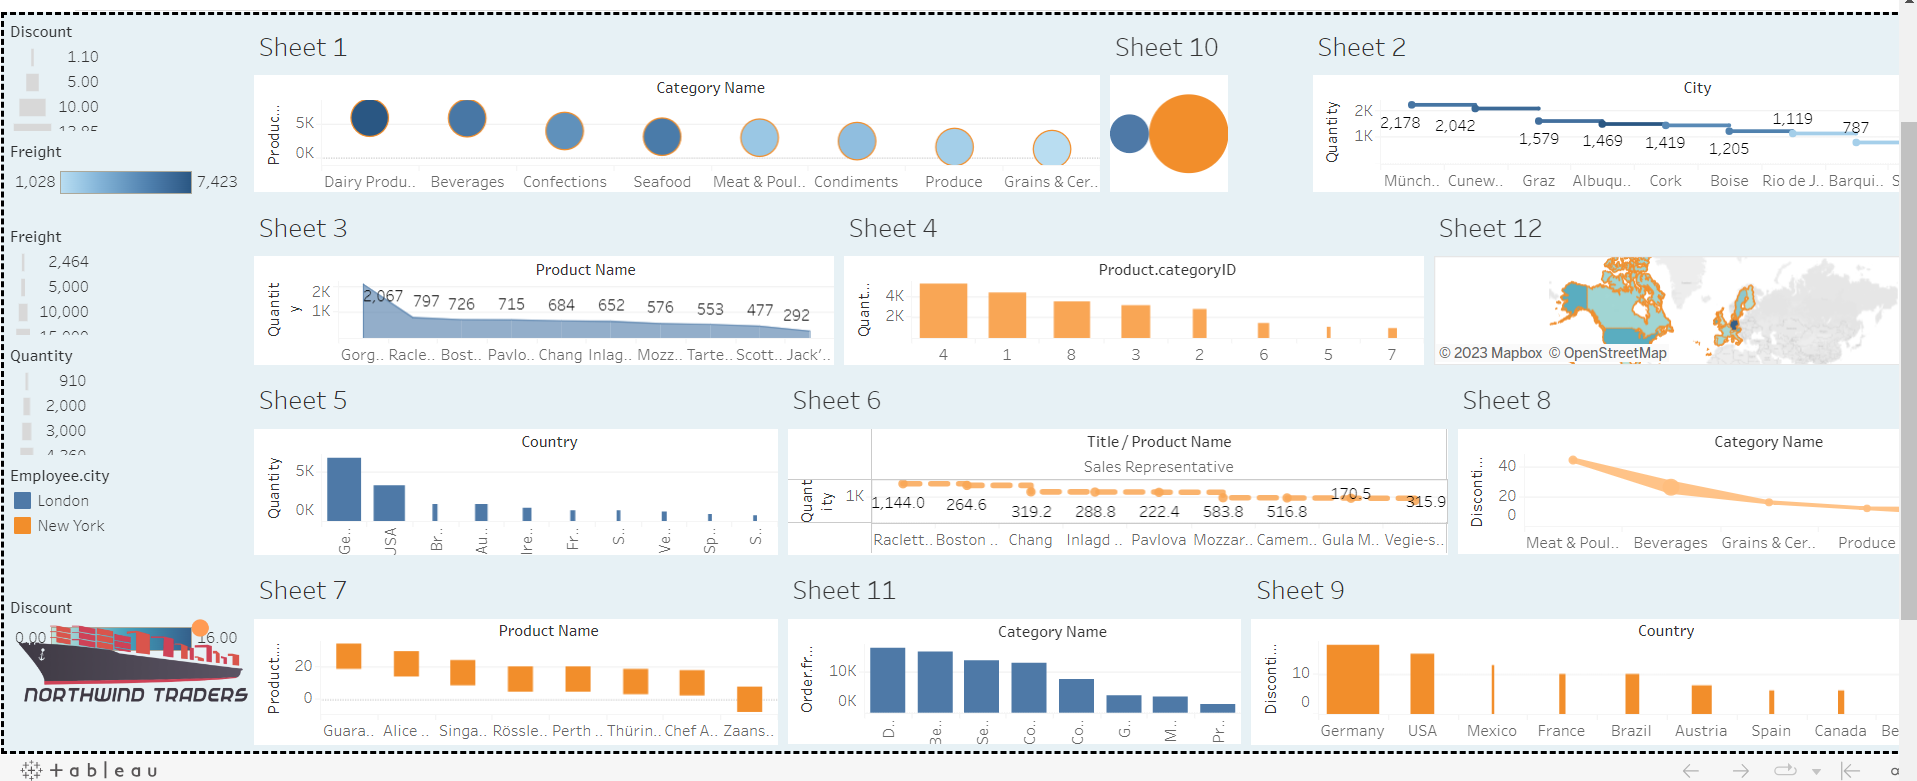 Discount
1.10
5.00
10.00
Freight
1,028 7,423
Freight
2,464
5,000
10,000
Quantity
910
2,000
3,000
Employee.city
London
New York
Discount
0.00 16.00
NORTHWIND TRADERS
Sheet 1
Category Name
Produc...
5K
0K
Dairy Produ.. Beverages Confections Seafood Meat & Poul.. Condiments Produce Grains & Cer..
Sheet 10
Sheet 2
City
Quantity
2K
1K
2,178 2,042 1,579 1,469 1,419 1,205 1,119 787
Münch.. Cunew.. Graz Albuqu.. Cork Boise Rio de J.. Barqui..
Sheet 3
Product Name
Quantit
y
2K
1K
2,067 797 726 715 684 652 576 553 477 292
Gorg.. Racle.. Bost.. Pavlo.. Chang Inlag.. Mozz.. Tarte.. Scott.. Jack'..
Sheet 4
Product.categoryID
Quant...
4K
2K
4 1 8 3 2 6 5 7
Sheet 12
© 2023 Mapbox © OpenStreetMap
Sheet 5
Country
Quantity
5K
0K
Ge.. USA Br.. Au.. Ire.. Fr.. S.. Ve.. Sp.. S..
Sheet 6
Title / Product Name
Sales Representative
Quant
ity
1K
1,144.0 264.6 319.2 288.8 222.4 583.8 516.8 170.5 315.9
Raclett.. Boston .. Chang Inlagd .. Pavlova Mozzar.. Camem.. Gula M.. Vegie-s..
Sheet 8
Category Name
Disconti...
40
20
0
Meat & Poul.. Beverages Grains & Cer.. Produce
Sheet 7
Product Name
Product....
20
0
Guara.. Alice .. Singa.. Rössle.. Perth .. Thürin.. Chef A.. Zaans..
Sheet 11
Category Name
Order.fr...
10K
0K
D.. Be.. Se.. Co.. Co.. G.. M.. Pr..
Sheet 9
Country
Disconti...
10
0
Germany USA Mexico France Brazil Austria Spain Canada Be
+ a b | e a u